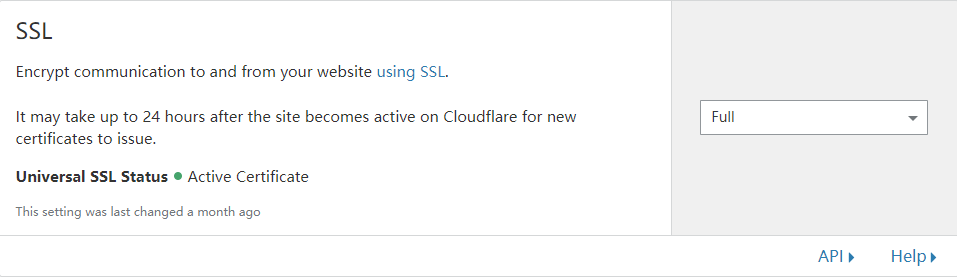 SSL
Encrypt communication to and from your website using SSL.
It may take up to 24 hours after the site becomes active on Cloudflare for new
certificates to issue.
Full
Universal SSL Status Active Certificate
This setting was last changed a month ago
API Help